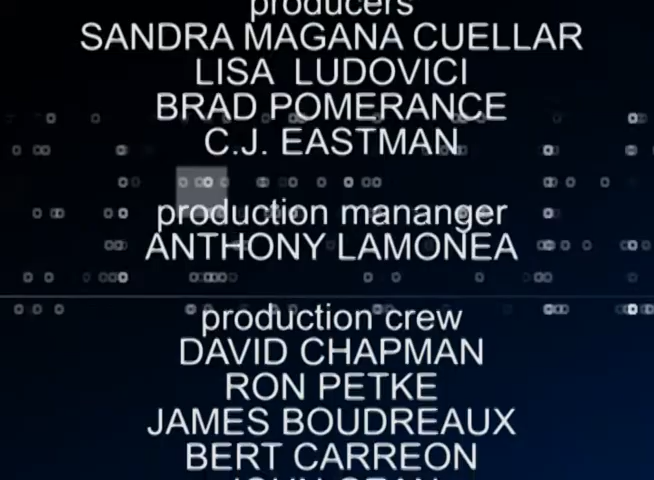 producers
SANDRA MAGANA CUELLAR
LISA LUDOVICI
BRAD POMERANCE
C.J. EASTMAN
production mananger
ANTHONY LAMONEA
production crew
DAVID CHAPMAN
RON PETKE
JAMES BOUDREAUX
BERT CARREON